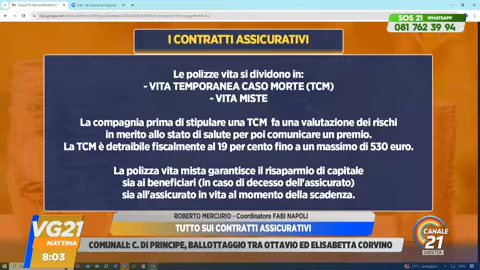 SOS 21 WHATSAPP
081 762 39 94
I CONTRATTI ASSICURATIVI
Le polizze vita si dividono in:
- VITA TEMPORANEA CASO MORTE (TCM)
- VITA MISTE
La compagnia prima di stipulare una TCM fa una valutazione dei rischi
in merito allo stato di salute per poi comunicare un premio.
La TCM è detraibile fiscalmente al 19 per cento fino a un massimo di 530 euro.
La polizza vita mista garantisce il risparmio di capitale
sia ai beneficiari (in caso di decesso dell'assicurato)
sia all'assicurato in vita al momento della scadenza.
ROBERTO MERCURIO - Coordinatore FABI NAPOLI
TUTTO SUI CONTRATTI ASSICURATIVI
VG21
MATTINA
8:03
COMUNALI: C. DI PRINCIPE, BALLOTTAGGIO TRA OTTAVIO ED ELISABETTA CORVINO
CANALE
21
DIRETTA